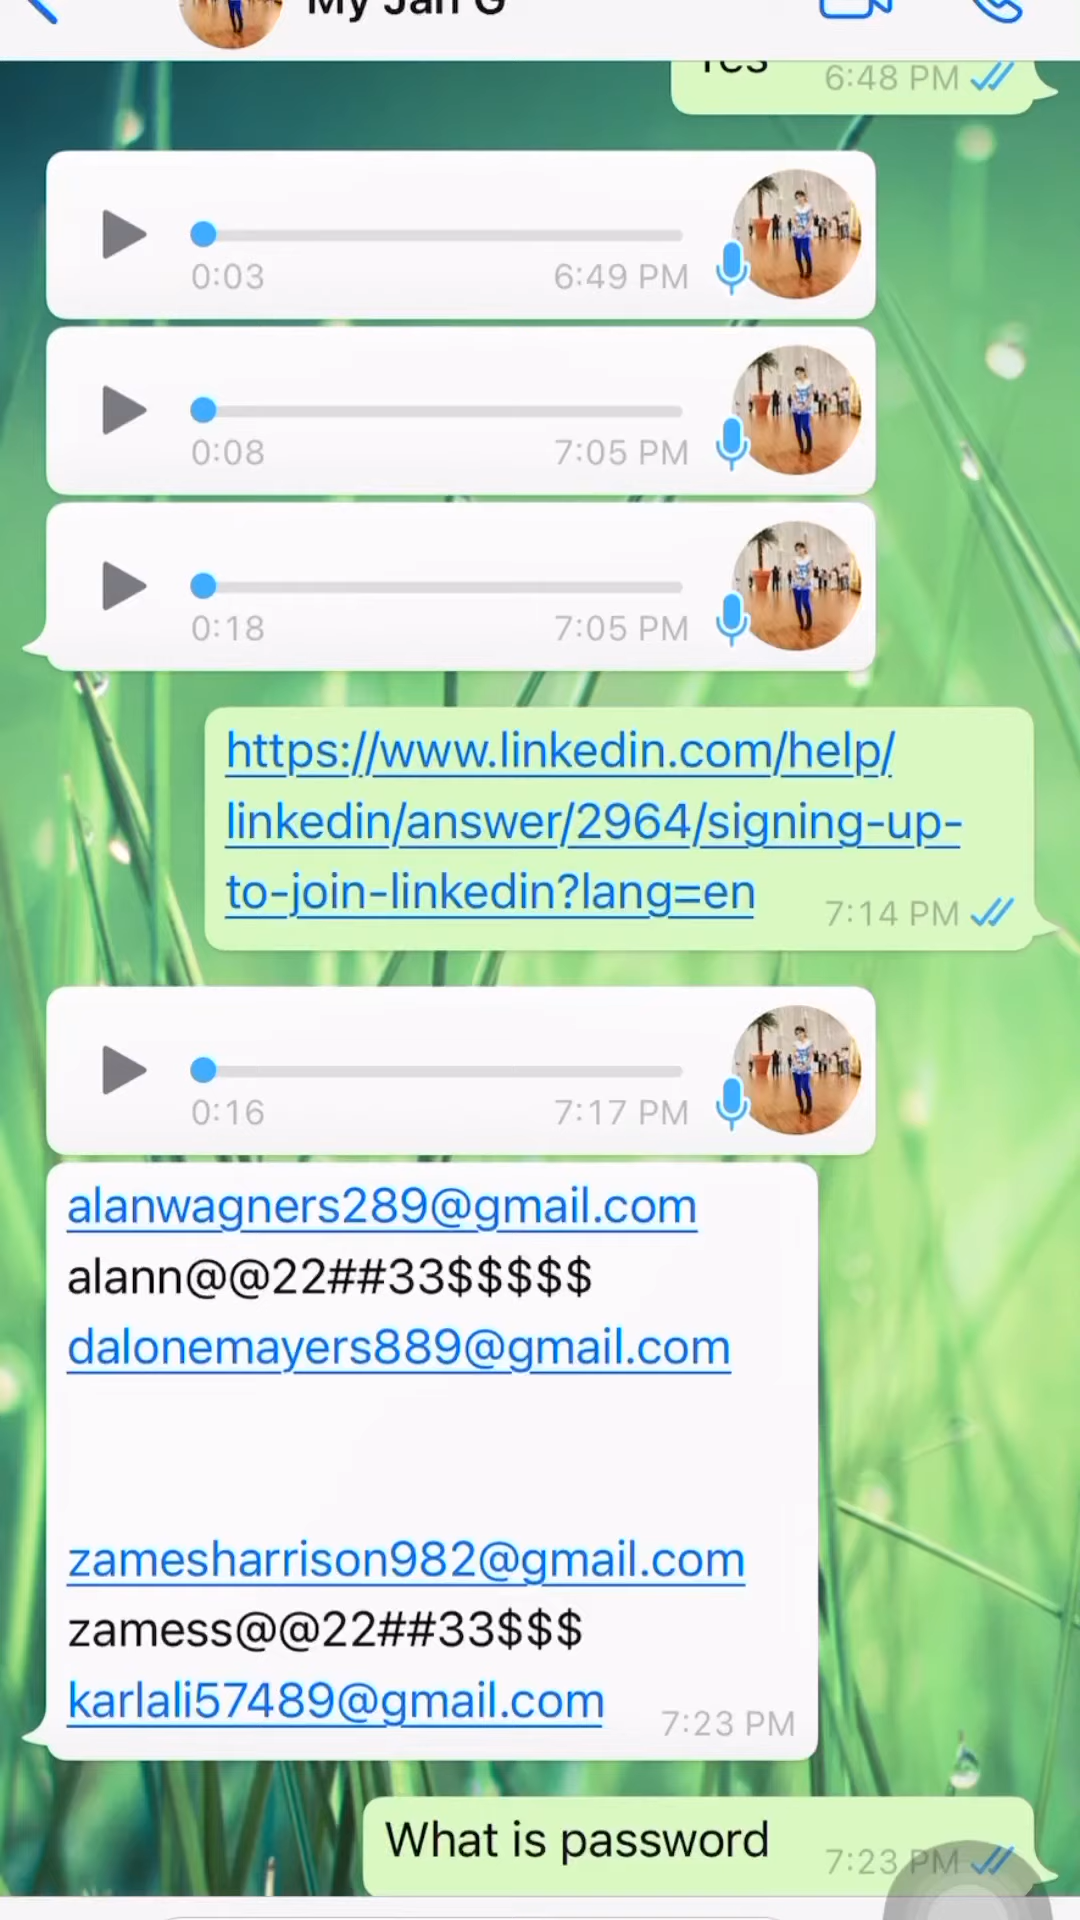 My Jan G
Yes
6:48 PM
0:03
6:49 PM
0:08
7:05 PM
0:18
7:05 PM
https://www.linkedin.com/help/
linkedin/answer/2964/signing-up-
to-join-linkedin?lang=en
7:14 PM
0:16
7:17 PM
alanwagners289@gmail.com
alann@@22##33$$$$$
dalonemayers889@gmail.com
zamesharrison982@gmail.com
zamess@@22##33$$$
karlali57489@gmail.com
7:23 PM
What is password
7:23 PM